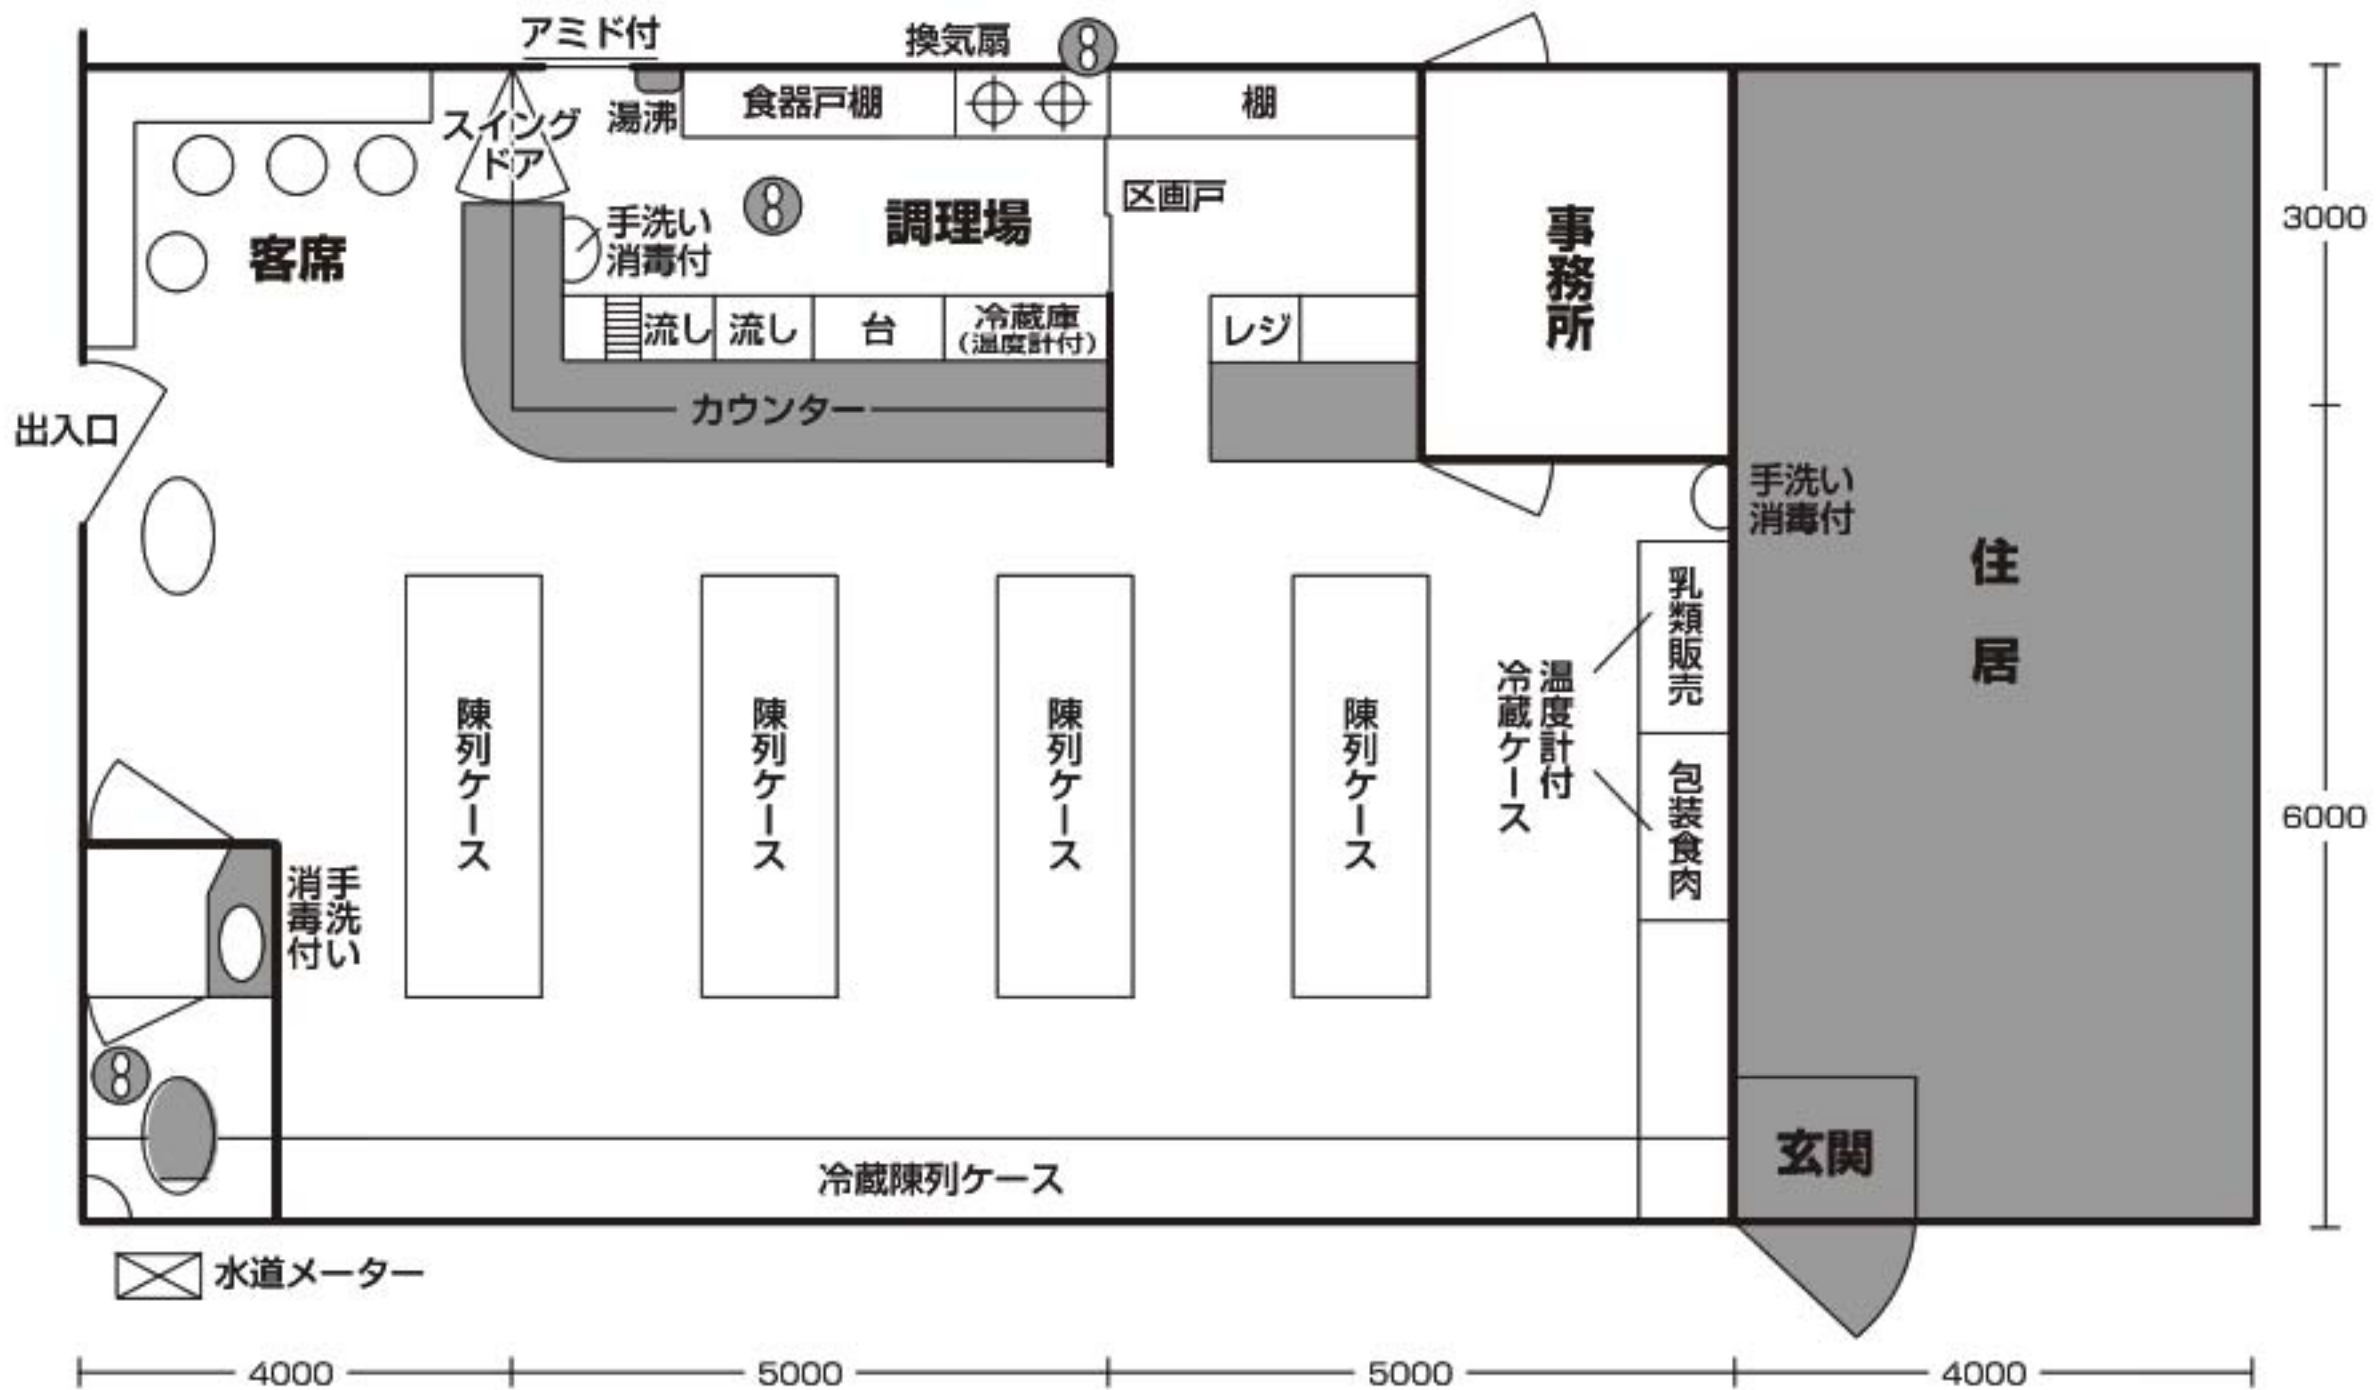 アミド付
換気扇
スイング
ドア
湯沸
食器戸棚
棚
手洗い
消毒付
調理場
区画戸
客席
事務所
3000
流し
流し
台
冷蔵庫
（温度計付）
レジ
カウンター
出入口
手洗い
消毒付
住居
陳列ケース
陳列ケース
陳列ケース
陳列ケース
温度計付
冷蔵ケース
乳類販売
包装食肉
6000
手洗い
消毒付
玄関
冷蔵陳列ケース
水道メーター
4000
5000
5000
4000